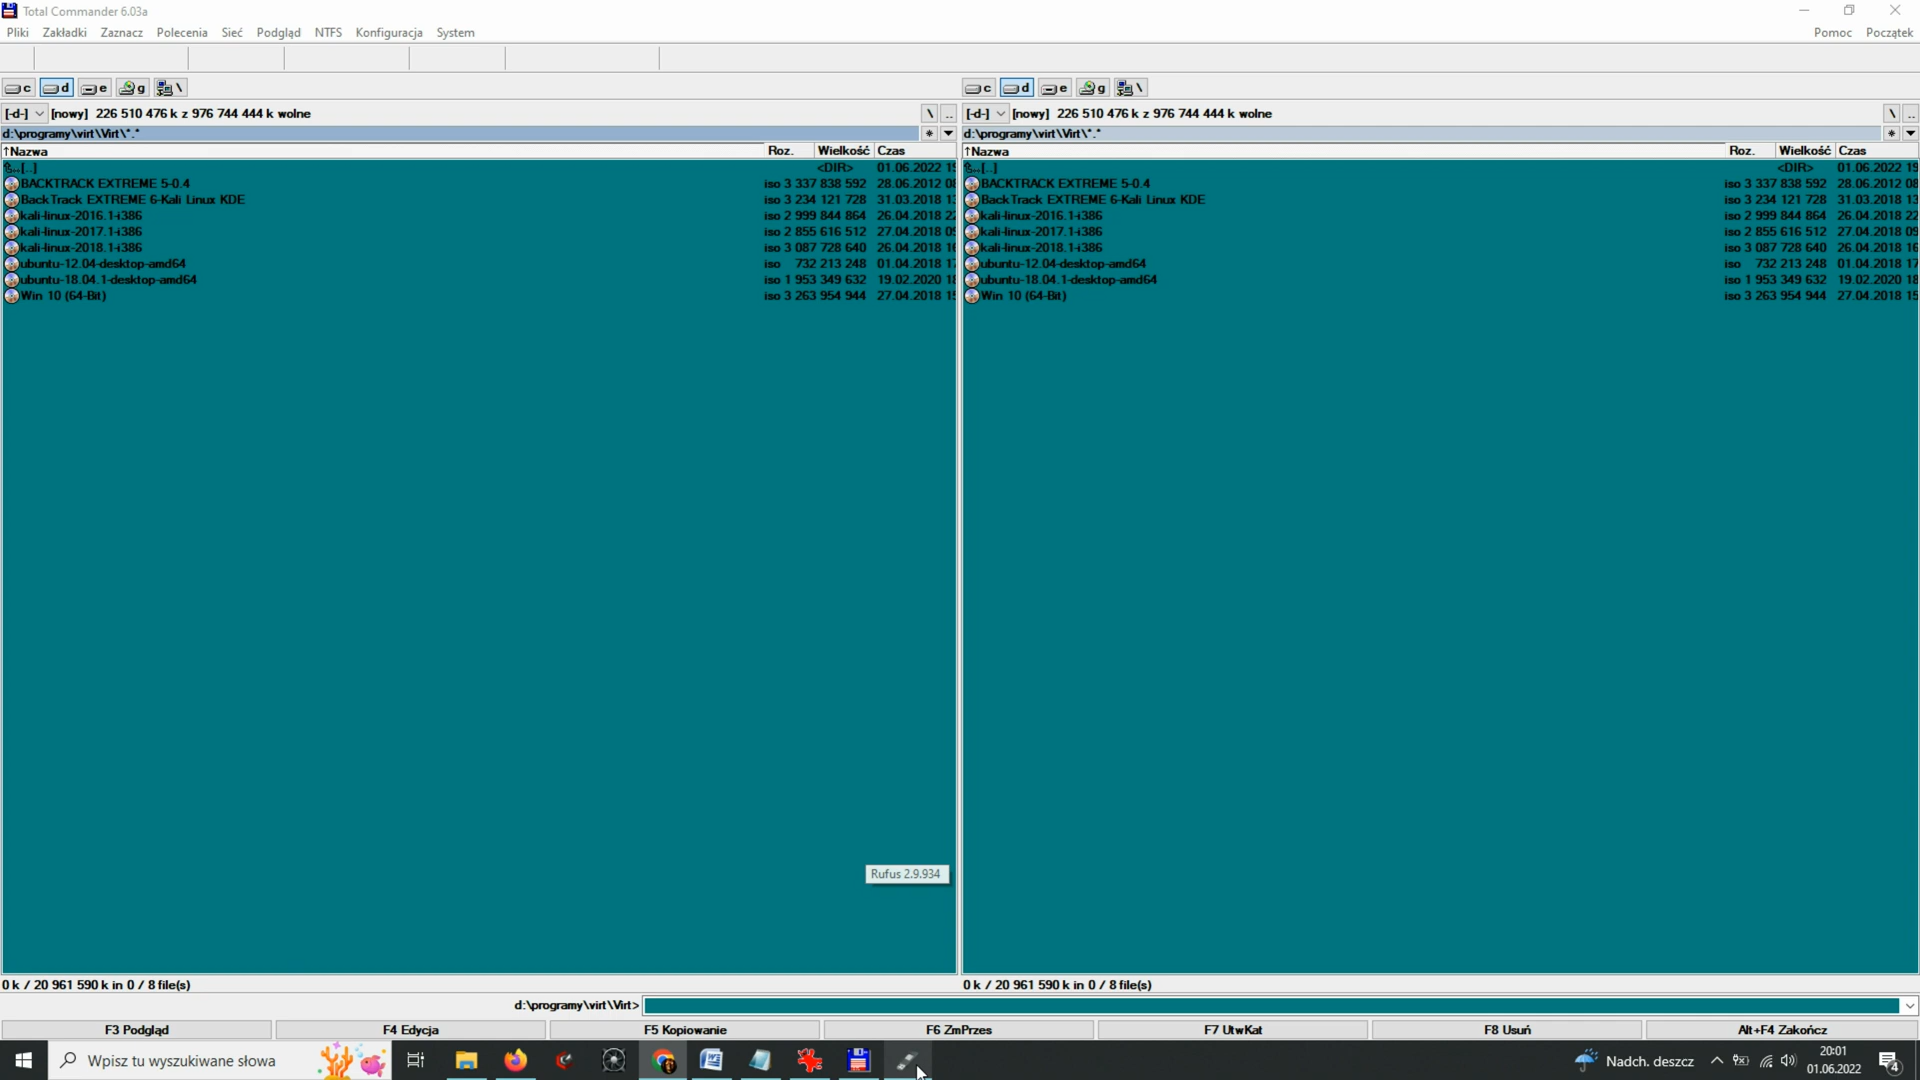 Total Commander 6.03a
Pliki Zakładki Zaznacz Polecenia Sieć Podgląd NTFS Konfiguracja System Pomoc Początek
c d e g \ c d e g \
[-d-] [nowy] 226 510 476 k z 976 744 444 k wolne \ .. [-d-] [nowy] 226 510 476 k z 976 744 444 k wolne \ ..
d:\programy\virt\Virt\*.* * d:\programy\virt\Virt\*.* *
↑Nazwa Roz. Wielkość Czas ↑Nazwa Roz. Wielkość Czas
[..] <DIR> 01.06.2022 [..] <DIR> 01.06.2022 19
BACKTRACK EXTREME 5-0.4 iso 3 337 838 592 28.06.2012 BACKTRACK EXTREME 5-0.4 iso 3 337 838 592 28.06.2012 08
BackTrack EXTREME 6-Kali Linux KDE iso 3 234 121 728 31.03.2018 BackTrack EXTREME 6-Kali Linux KDE iso 3 234 121 728 31.03.2018 13
kali-linux-2016.1-i386 iso 2 999 844 864 26.04.2018 kali-linux-2016.1-i386 iso 2 999 844 864 26.04.2018 22
kali-linux-2017.1-i386 iso 2 855 616 512 27.04.2018 kali-linux-2017.1-i386 iso 2 855 616 512 27.04.2018 09
kali-linux-2018.1-i386 iso 3 087 728 640 26.04.2018 kali-linux-2018.1-i386 iso 3 087 728 640 26.04.2018 16
ubuntu-12.04-desktop-amd64 iso 732 213 248 01.04.2018 ubuntu-12.04-desktop-amd64 iso 732 213 248 01.04.2018 17
ubuntu-18.04.1-desktop-amd64 iso 1 953 349 632 19.02.2020 ubuntu-18.04.1-desktop-amd64 iso 1 953 349 632 19.02.2020 18
Win 10 (64-Bit) iso 3 263 954 944 27.04.2018 Win 10 (64-Bit) iso 3 263 954 944 27.04.2018 15
Rufus 2.9.934
0 k / 20 961 590 k in 0 / 8 file(s) 0 k / 20 961 590 k in 0 / 8 file(s)
d:\programy\virt\Virt>
F3 Podgląd F4 Edycja F5 Kopiowanie F6 ZmPrzes F7 UtwKat F8 Usuń Alt+F4 Zakończ
Wpisz tu wyszukiwane słowa Nadch. deszcz 20:01
01.06.2022 4